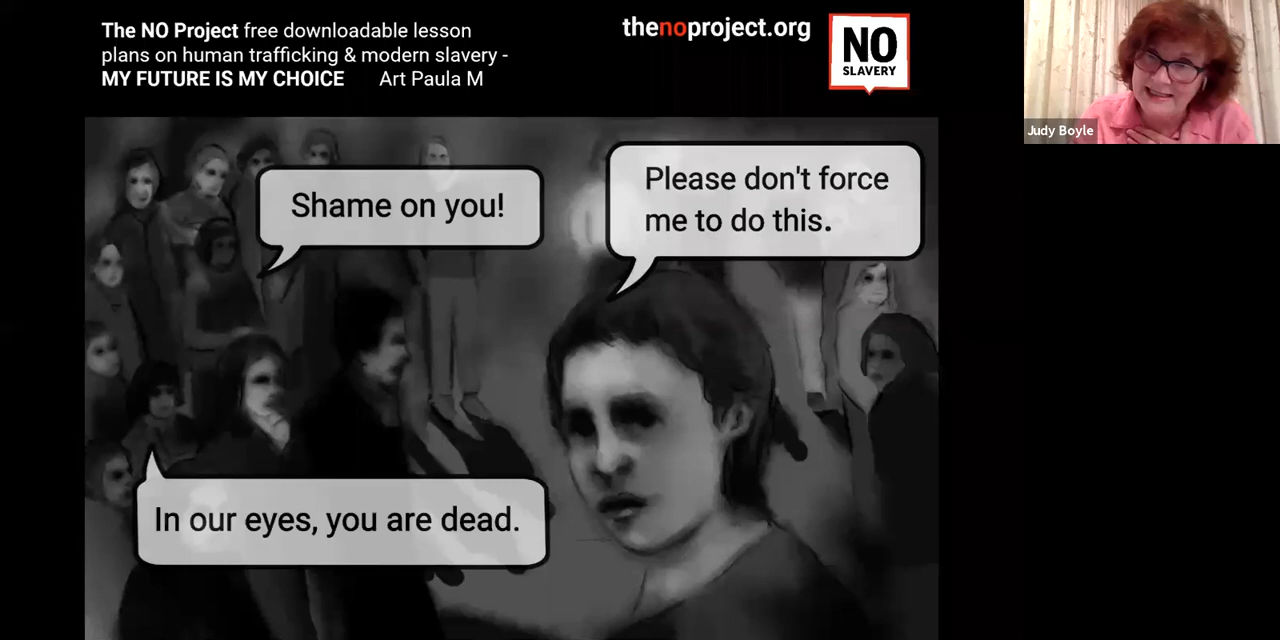 The NO Project free downloadable lesson
plans on human trafficking & modern slavery -
MY FUTURE IS MY CHOICE Art Paula M
thenoproject.org
NO
SLAVERY
Judy Boyle
Shame on you!
Please don't force
me to do this.
In our eyes, you are dead.